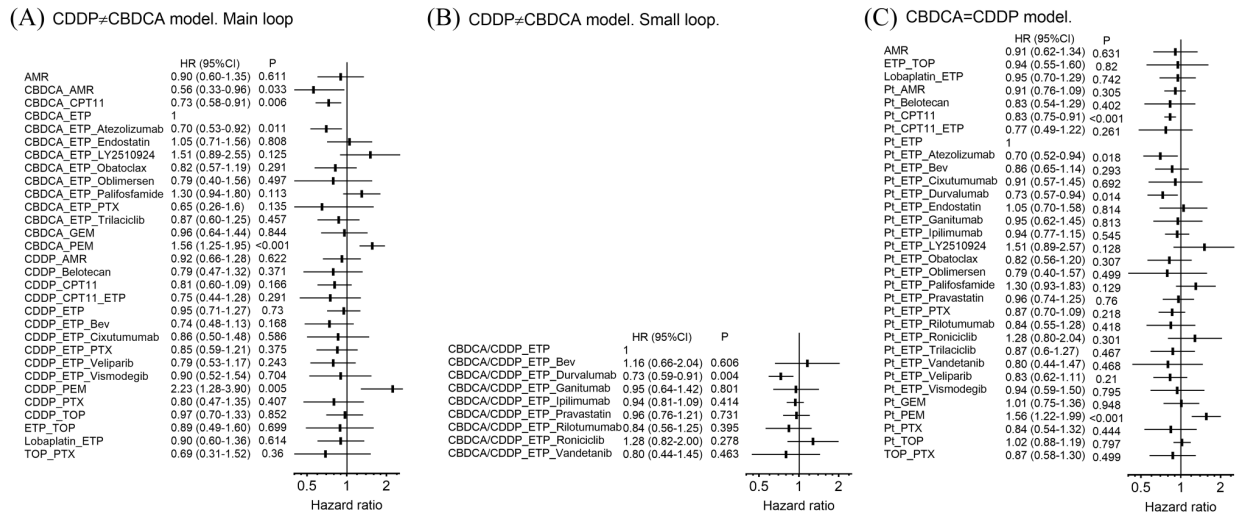 (A) CDDP≠CBDCA model. Main loop
HR (95%CI) P
AMR 0.90 (0.60-1.35) 0.611
CBDCA_AMR 0.56 (0.33-0.96) 0.033
CBDCA_CPT11 0.73 (0.58-0.91) 0.006
CBDCA_ETP 1
CBDCA_ETP_Atezolizumab 0.70 (0.53-0.92) 0.011
CBDCA_ETP_Endostatin 1.05 (0.71-1.56) 0.808
CBDCA_ETP_LY2510924 1.51 (0.89-2.55) 0.125
CBDCA_ETP_Obatoclax 0.82 (0.57-1.19) 0.291
CBDCA_ETP_Oblimersen 0.79 (0.40-1.56) 0.497
CBDCA_ETP_Palifosfamide 1.30 (0.94-1.80) 0.113
CBDCA_ETP_PTX 0.65 (0.26-1.6) 0.135
CBDCA_ETP_Trilaciclib 0.87 (0.60-1.25) 0.457
CBDCA_GEM 0.96 (0.64-1.44) 0.844
CBDCA_PEM 1.56 (1.25-1.95) <0.001
CDDP_AMR 0.92 (0.66-1.28) 0.622
CDDP_Belotecan 0.79 (0.47-1.32) 0.371
CDDP_CPT11 0.81 (0.60-1.09) 0.166
CDDP_CPT11_ETP 0.75 (0.44-1.28) 0.291
CDDP_ETP 0.95 (0.71-1.27) 0.73
CDDP_ETP_Bev 0.74 (0.48-1.13) 0.168
CDDP_ETP_Cixutumumab 0.86 (0.50-1.48) 0.586
CDDP_ETP_PTX 0.85 (0.59-1.21) 0.375
CDDP_ETP_Veliparib 0.79 (0.53-1.17) 0.243
CDDP_ETP_Vismodegib 0.90 (0.52-1.54) 0.704
CDDP_PEM 2.23 (1.28-3.90) 0.005
CDDP_PTX 0.80 (0.47-1.35) 0.407
CDDP_TOP 0.97 (0.70-1.33) 0.852
ETP_TOP 0.89 (0.49-1.60) 0.699
Lobaplatin_ETP 0.90 (0.60-1.36) 0.614
TOP_PTX 0.69 (0.31-1.52) 0.36
0.5 1 2
Hazard ratio
(B) CDDP≠CBDCA model. Small loop.
HR (95%CI) P
CBDCA/CDDP_ETP 1
CBDCA/CDDP_ETP_Bev 1.16 (0.66-2.04) 0.606
CBDCA/CDDP_ETP_Durvalumab 0.73 (0.59-0.91) 0.004
CBDCA/CDDP_ETP_Ganitumab 0.95 (0.64-1.42) 0.801
CBDCA/CDDP_ETP_Ipilimumab 0.94 (0.81-1.09) 0.414
CBDCA/CDDP_ETP_Pravastatin 0.96 (0.76-1.21) 0.731
CBDCA/CDDP_ETP_Rilotumumab 0.84 (0.56-1.25) 0.395
CBDCA/CDDP_ETP_Roniciclib 1.28 (0.82-2.00) 0.278
CBDCA/CDDP_ETP_Vandetanib 0.80 (0.44-1.45) 0.463
0.5 1 2
Hazard ratio
(C) CBDCA=CDDP model.
HR (95%CI) P
AMR 0.91 (0.62-1.34) 0.631
ETP_TOP 0.94 (0.55-1.60) 0.82
Lobaplatin_ETP 0.95 (0.70-1.29) 0.742
Pt_AMR 0.91 (0.76-1.09) 0.305
Pt_Belotecan 0.83 (0.54-1.29) 0.402
Pt_CPT11 0.83 (0.75-0.91) <0.001
Pt_CPT11_ETP 0.77 (0.49-1.22) 0.261
Pt_ETP 1
Pt_ETP_Atezolizumab 0.70 (0.52-0.94) 0.018
Pt_ETP_Bev 0.86 (0.65-1.14) 0.293
Pt_ETP_Cixutumumab 0.91 (0.57-1.45) 0.692
Pt_ETP_Durvalumab 0.73 (0.57-0.94) 0.014
Pt_ETP_Endostatin 1.05 (0.70-1.58) 0.814
Pt_ETP_Ganitumab 0.95 (0.62-1.45) 0.813
Pt_ETP_Ipilimumab 0.94 (0.77-1.15) 0.545
Pt_ETP_LY2510924 1.51 (0.89-2.57) 0.128
Pt_ETP_Obatoclax 0.82 (0.56-1.20) 0.307
Pt_ETP_Oblimersen 0.79 (0.40-1.57) 0.499
Pt_ETP_Palifosfamide 1.30 (0.93-1.83) 0.129
Pt_ETP_Pravastatin 0.96 (0.74-1.25) 0.76
Pt_ETP_PTX 0.87 (0.70-1.09) 0.218
Pt_ETP_Rilotumumab 0.84 (0.55-1.28) 0.418
Pt_ETP_Roniciclib 1.28 (0.80-2.04) 0.301
Pt_ETP_Trilaciclib 0.87 (0.6-1.27) 0.467
Pt_ETP_Vandetanib 0.80 (0.44-1.47) 0.468
Pt_ETP_Veliparib 0.83 (0.62-1.11) 0.21
Pt_ETP_Vismodegib 0.94 (0.59-1.50) 0.795
Pt_GEM 1.01 (0.75-1.36) 0.948
Pt_PEM 1.56 (1.22-1.99) <0.001
Pt_PTX 0.84 (0.54-1.32) 0.444
Pt_TOP 1.02 (0.88-1.19) 0.797
TOP_PTX 0.87 (0.58-1.30) 0.499
0.5 1 2
Hazard ratio